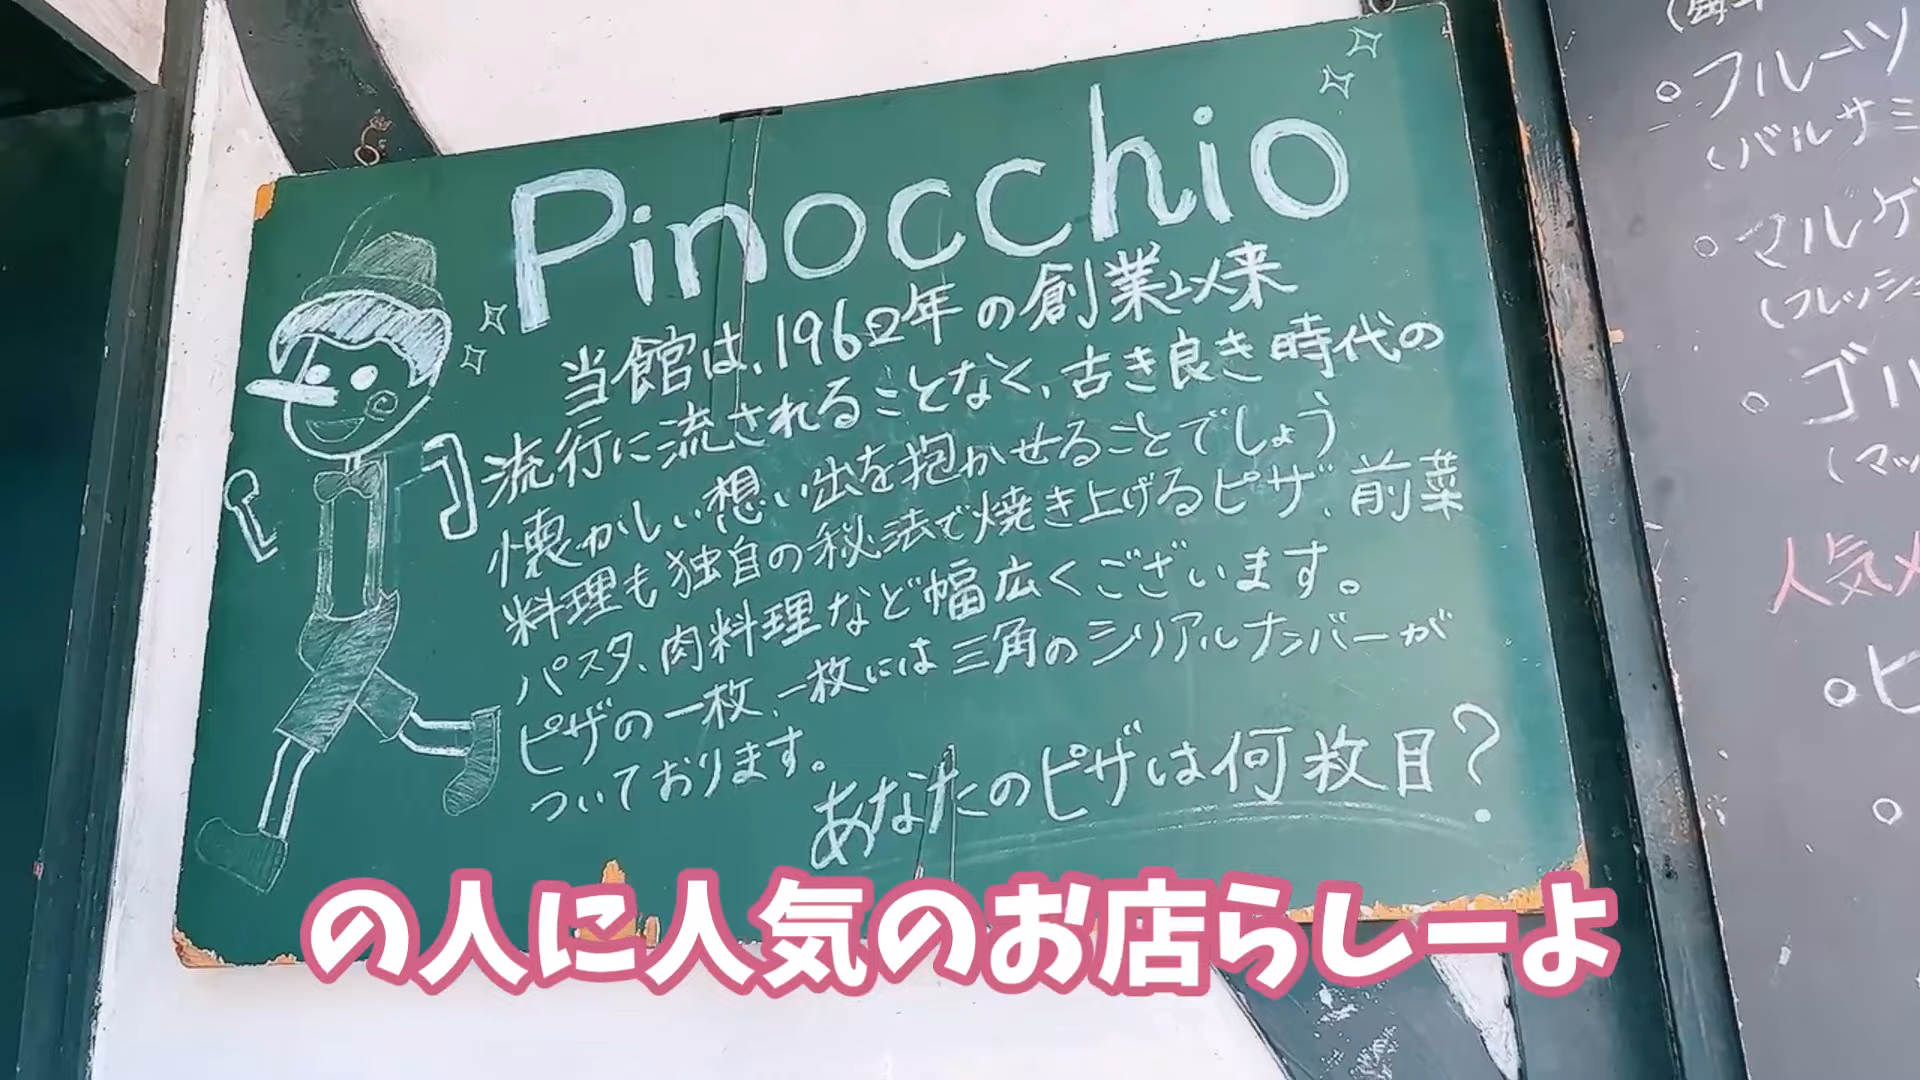 Pinocchio
当館は、1962年の創業以来
流行に流されることなく、古き良き時代の
懐かしい想い出を抱かせることでしょう
料理も独自の秘法で焼き上げるピザ、前菜
パスタ、肉料理など幅広くございます。
ピザの一枚、一枚には三角のシリアルナンバーが
ついております。
あなたのピザは何枚目?
の人に人気のお店らしーよ
フルーツ
(バルサミ
マルゲ
(フレッシュ
ゴル
(マッ
人気メ
ピ